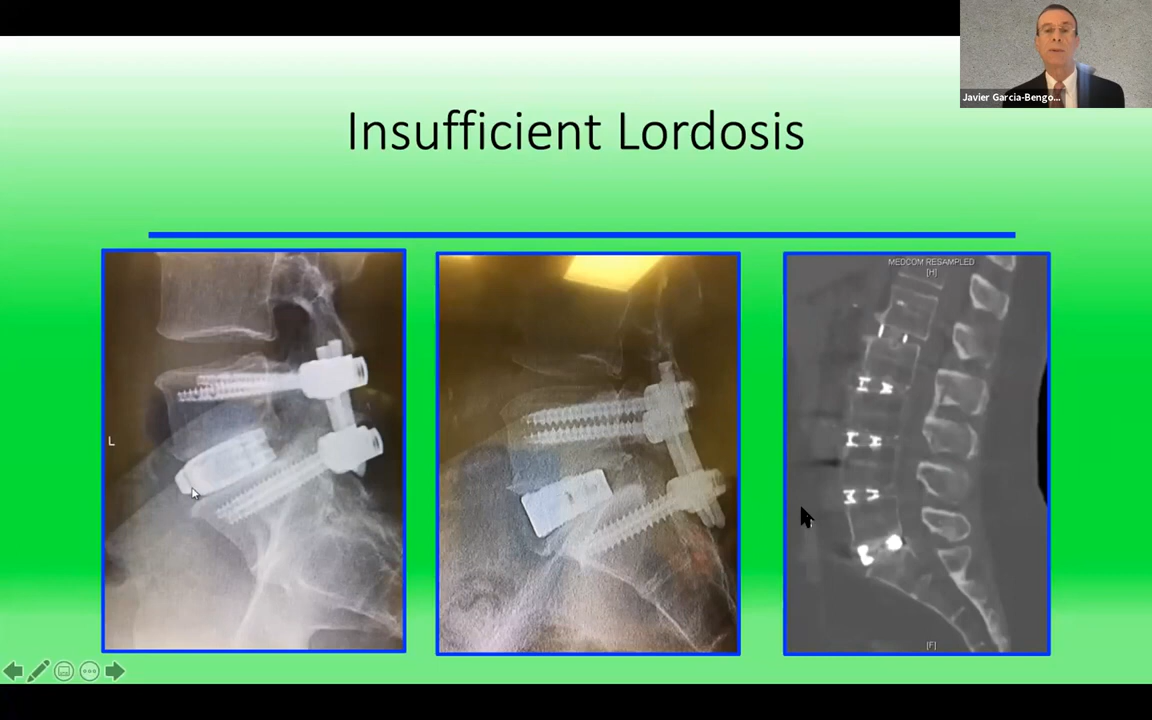 Javier Garcia-Bengo...
Insufficient Lordosis
MEDCOM RESAMPLED
[H]
L
[F]